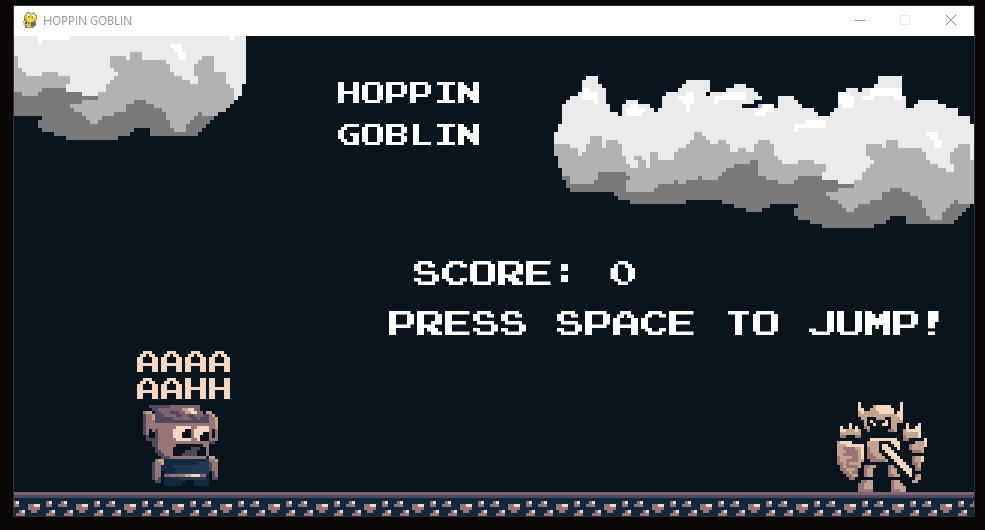 HOPPIN GOBLIN
HOPPIN
GOBLIN
SCORE: 0
PRESS SPACE TO JUMP!
AAAA
AAHH